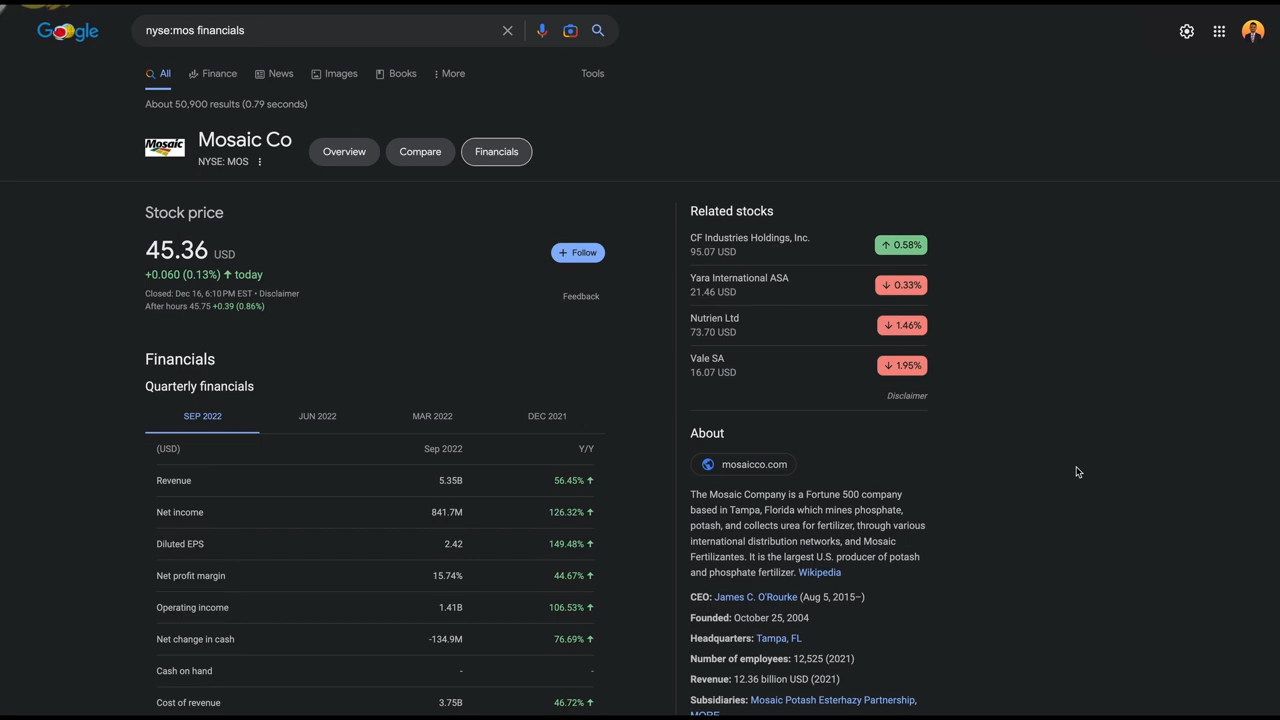 Google
nyse:mos financials
All
Finance
News
Images
Books
More
Tools
About 50,900 results (0.79 seconds)
Mosaic
Mosaic Co
NYSE: MOS
Overview
Compare
Financials
Stock price
45.36 USD
+0.060 (0.13%) ↑ today
Closed: Dec 16, 6:10 PM EST • Disclaimer
After hours 45.75 +0.39 (0.86%)
+ Follow
Feedback
Financials
Quarterly financials
SEP 2022 JUN 2022 MAR 2022 DEC 2021
(USD) Sep 2022 Y/Y
Revenue 5.35B 56.45% ↑
Net income 841.7M 126.32% ↑
Diluted EPS 2.42 149.48% ↑
Net profit margin 15.74% 44.67% ↑
Operating income 1.41B 106.53% ↑
Net change in cash -134.9M 76.69% ↑
Cash on hand - -
Cost of revenue 3.75B 46.72% ↑
Related stocks
CF Industries Holdings, Inc.
95.07 USD
↑ 0.58%
Yara International ASA
21.46 USD
↓ 0.33%
Nutrien Ltd
73.70 USD
↓ 1.46%
Vale SA
16.07 USD
↓ 1.95%
Disclaimer
About
mosaicco.com
The Mosaic Company is a Fortune 500 company
based in Tampa, Florida which mines phosphate,
potash, and collects urea for fertilizer, through various
international distribution networks, and Mosaic
Fertilizantes. It is the largest U.S. producer of potash
and phosphate fertilizer. Wikipedia
CEO: James C. O'Rourke (Aug 5, 2015–)
Founded: October 25, 2004
Headquarters: Tampa, FL
Number of employees: 12,525 (2021)
Revenue: 12.36 billion USD (2021)
Subsidiaries: Mosaic Potash Esterhazy Partnership,
MORE